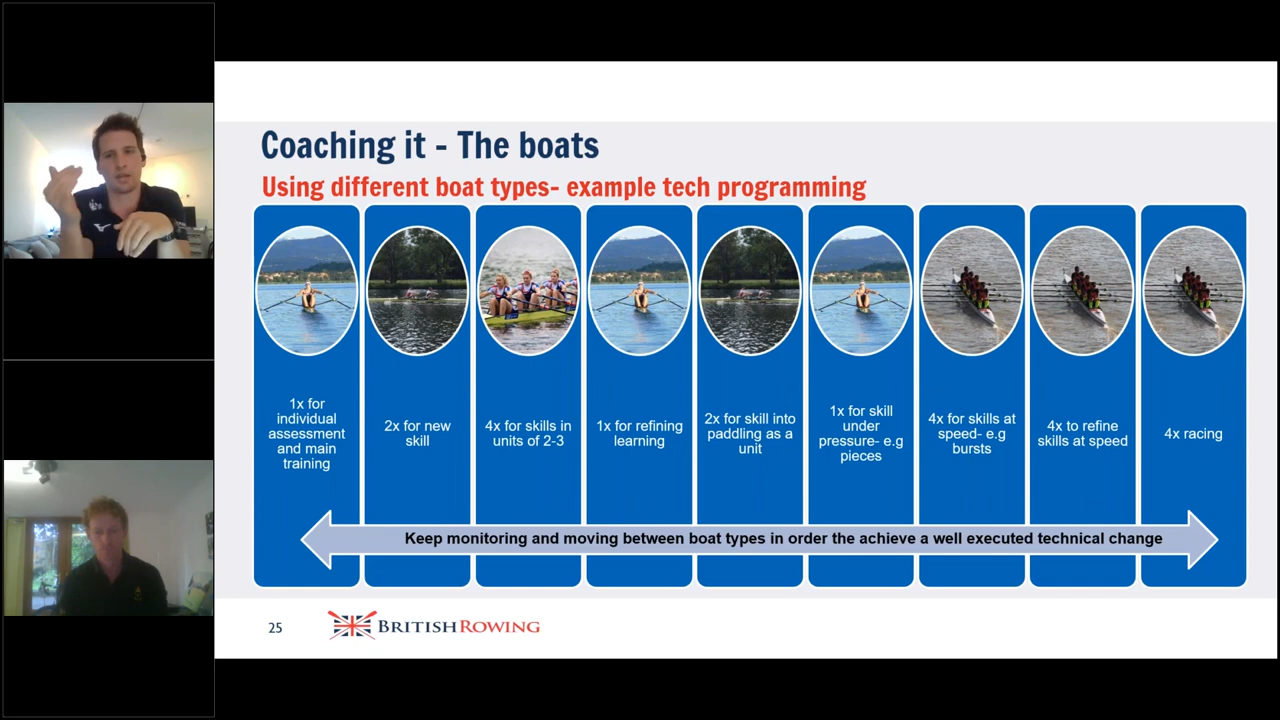 Coaching it - The boats
Using different boat types- example tech programming
1x for
individual
assessment
and main
training
2x for new
skill
4x for skills in
units of 2-3
1x for refining
learning
2x for skill into
paddling as a
unit
1x for skill
under
pressure- e.g
pieces
4x for skills at
speed- e.g
bursts
4x to refine
skills at speed
4x racing
Keep monitoring and moving between boat types in order the achieve a well executed technical change
25
BRITISHROWING